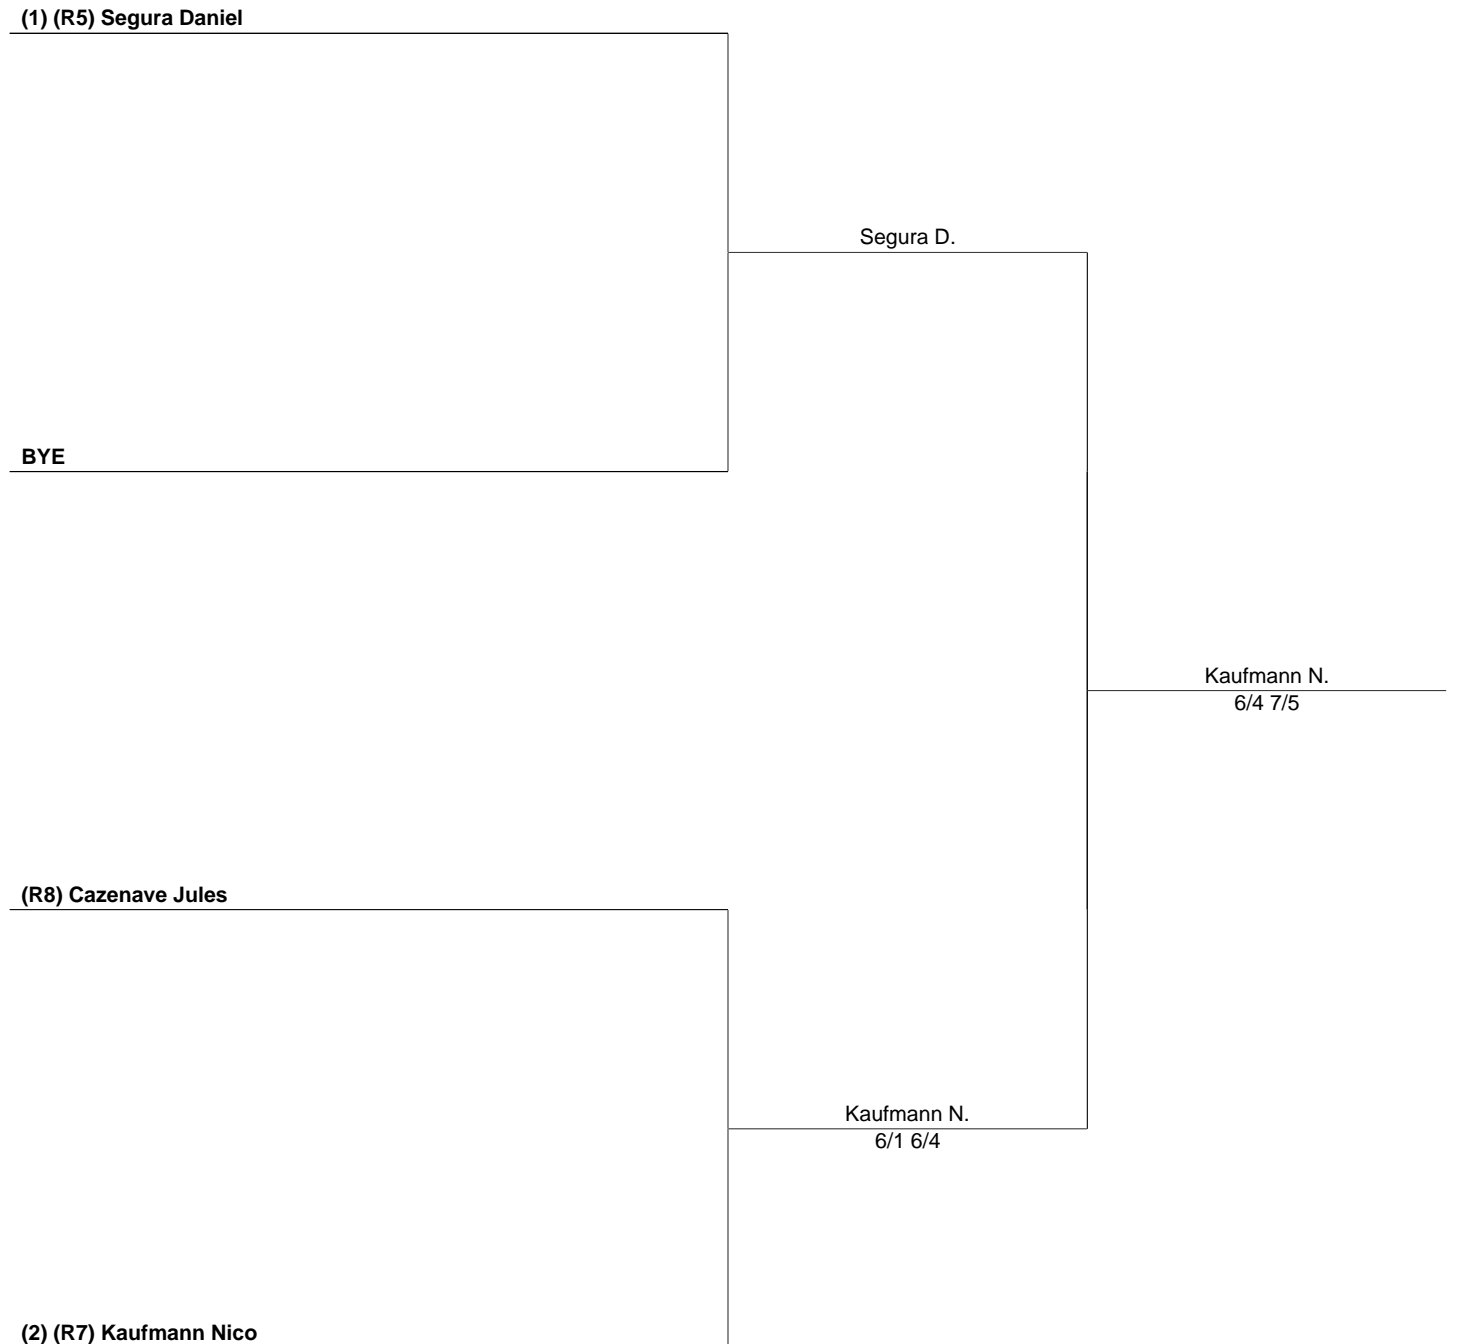 (1) (R5) Segura Daniel
Segura D.
BYE
Kaufmann N.
6/4 7/5
(R8) Cazenave Jules
Kaufmann N.
6/1 6/4
(2) (R7) Kaufmann Nico